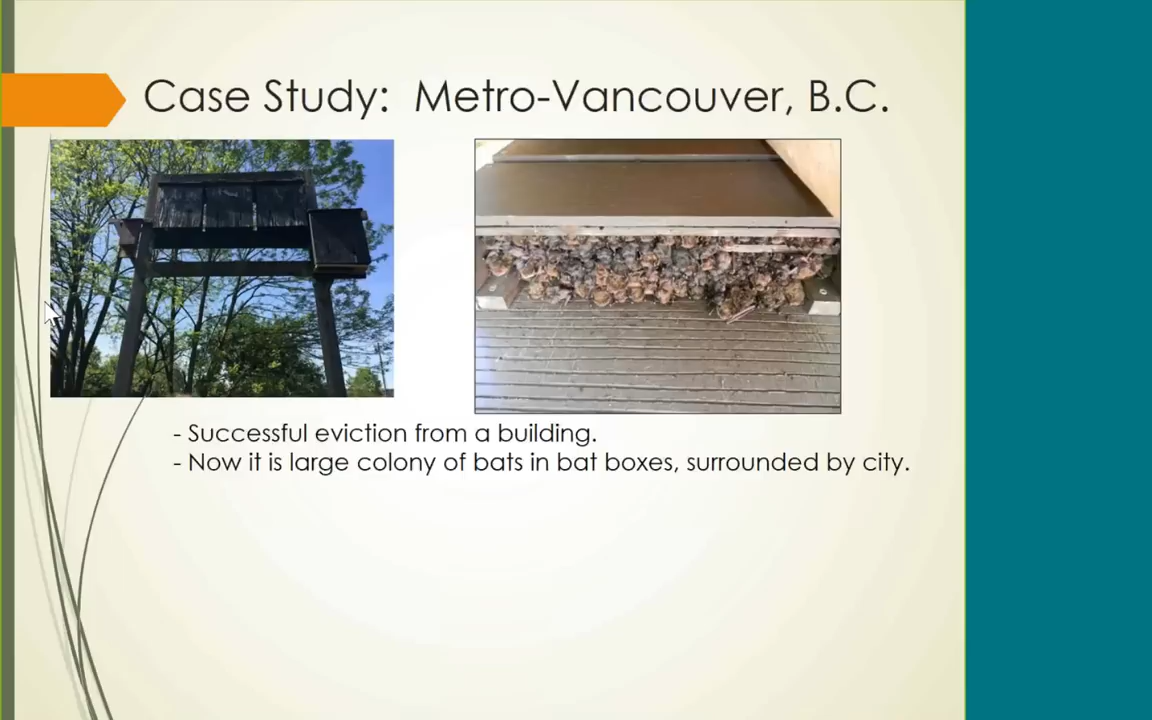 Case Study: Metro-Vancouver, B.C.
- Successful eviction from a building.
- Now it is large colony of bats in bat boxes, surrounded by city.